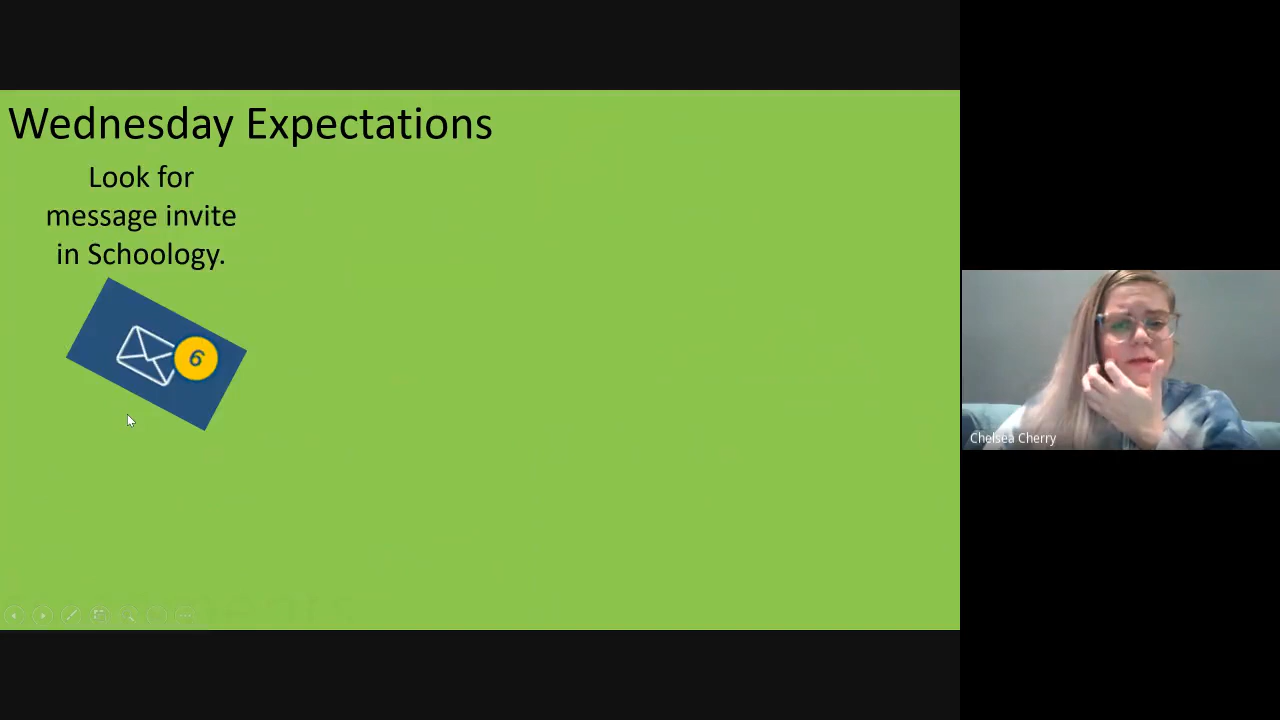 Wednesday Expectations
Look for
message invite
in Schoology.
6
Chelsea Cherry